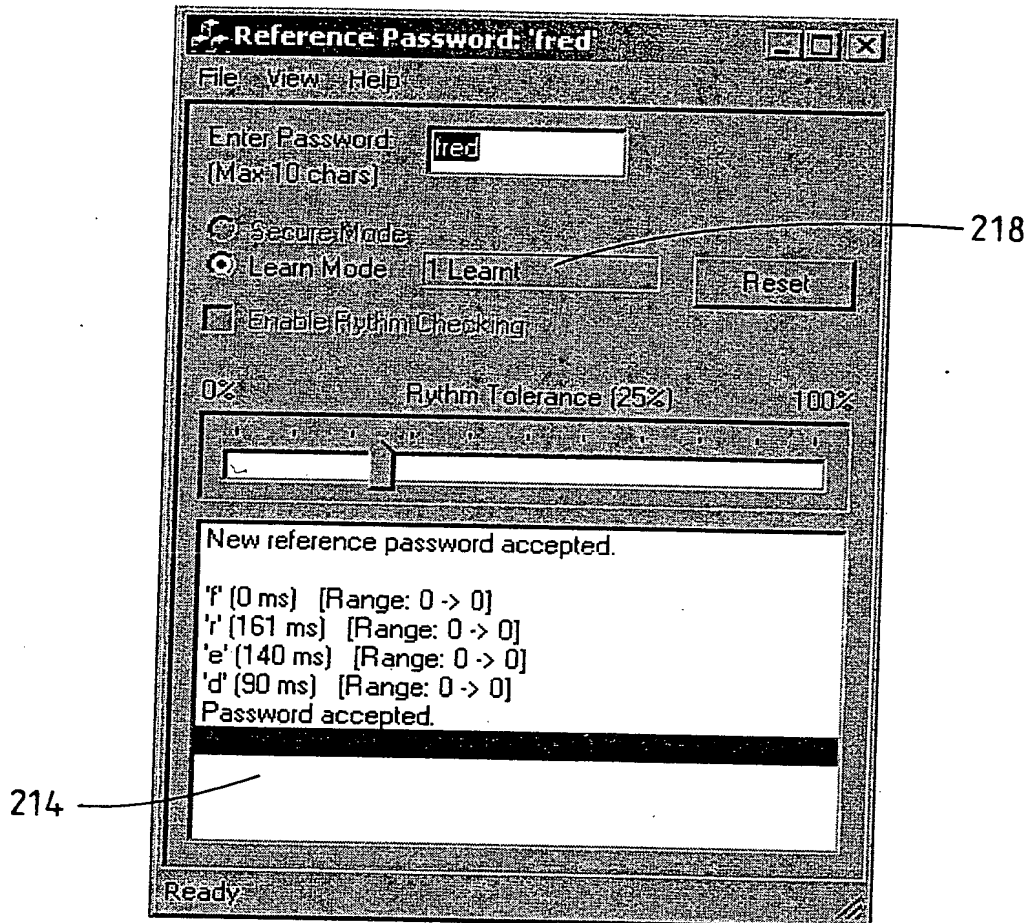 Reference Password: 'fred'
File View Help
Enter Password:
(Max 10 chars)
fred
Secure Mode
218
Learn Mode
1 Learnt
Reset
Enable Rythm Checking
0%
Rythm Tolerance (25%)
100%
New reference password accepted.
'f' (0 ms) [Range: 0 -> 0]
'r' (161 ms) [Range: 0 -> 0]
'e' (140 ms) [Range: 0 -> 0]
'd' (90 ms) [Range: 0 -> 0]
Password accepted.
214
Ready